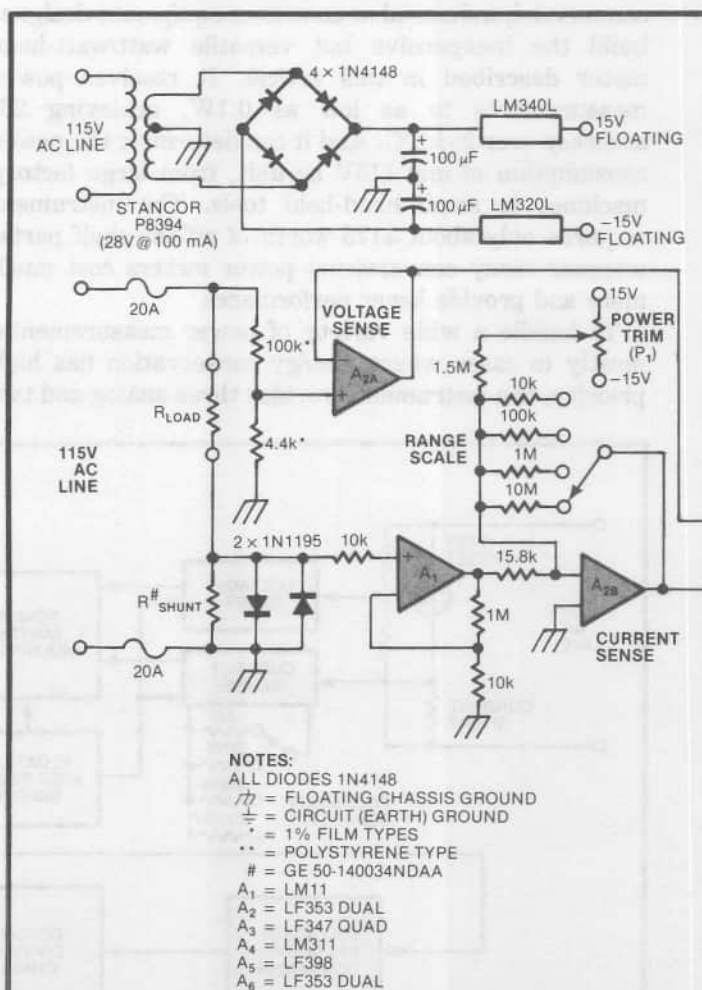 4 × 1N4148
115V
AC LINE
STANCOR
P8394
(28V @ 100 mA)
100 µF
+
100 µF
LM340L
15V
FLOATING
LM320L
−15V
FLOATING
20A
VOLTAGE
SENSE
100k*
−
A2A
+
4.4k*
15V
POWER
TRIM
(P1)
−15V
1.5M
10k
100k
RANGE
SCALE
1M
10M
RLOAD
115V
AC
LINE
2 × 1N1195
10k
+
A1
−
15.8k
−
A2B
+
CURRENT
SENSE
R#SHUNT
1M
10k
20A
NOTES:
ALL DIODES 1N4148
= FLOATING CHASSIS GROUND
= CIRCUIT (EARTH) GROUND
* = 1% FILM TYPES
** = POLYSTYRENE TYPE
# = GE 50-140034NDAA
A1 = LM11
A2 = LF353 DUAL
A3 = LF347 QUAD
A4 = LM311
A5 = LF398
A6 = LF353 DUAL